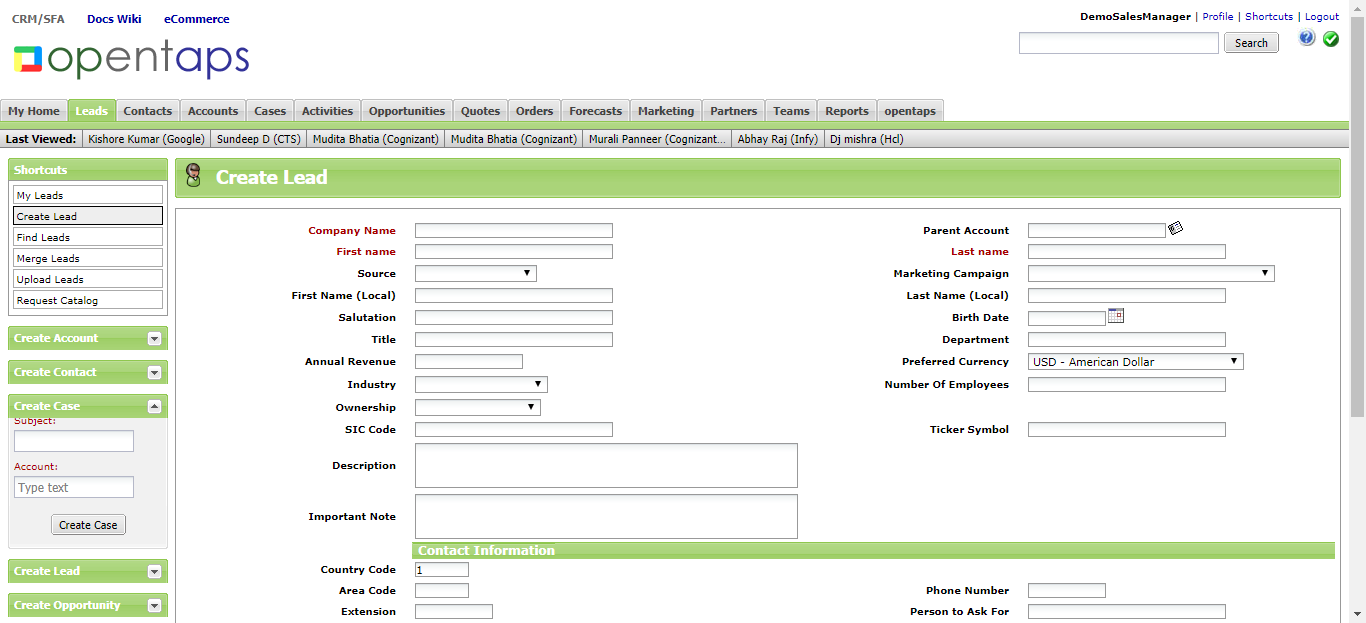 CRM/SFA Docs Wiki eCommerce
DemoSalesManager | Profile | Shortcuts | Logout
opentaps
Search
My Home Leads Contacts Accounts Cases Activities Opportunities Quotes Orders Forecasts Marketing Partners Teams Reports opentaps
Last Viewed: Kishore Kumar (Google) Sundeep D (CTS) Mudita Bhatia (Cognizant) Mudita Bhatia (Cognizant) Murali Panneer (Cognizant... Abhay Raj (Infy) Dj mishra (Hcl)
Shortcuts
My Leads
Create Lead
Find Leads
Merge Leads
Upload Leads
Request Catalog
Create Account
Create Contact
Create Case
Subject:
Account:
Type text
Create Case
Create Lead
Create Opportunity
Create Lead
Company Name Parent Account
First name Last name
Source Marketing Campaign
First Name (Local) Last Name (Local)
Salutation Birth Date
Title Department
Annual Revenue Preferred Currency USD - American Dollar
Industry Number Of Employees
Ownership
SIC Code Ticker Symbol
Description
Important Note
Contact Information
Country Code 1
Area Code Phone Number
Extension Person to Ask For